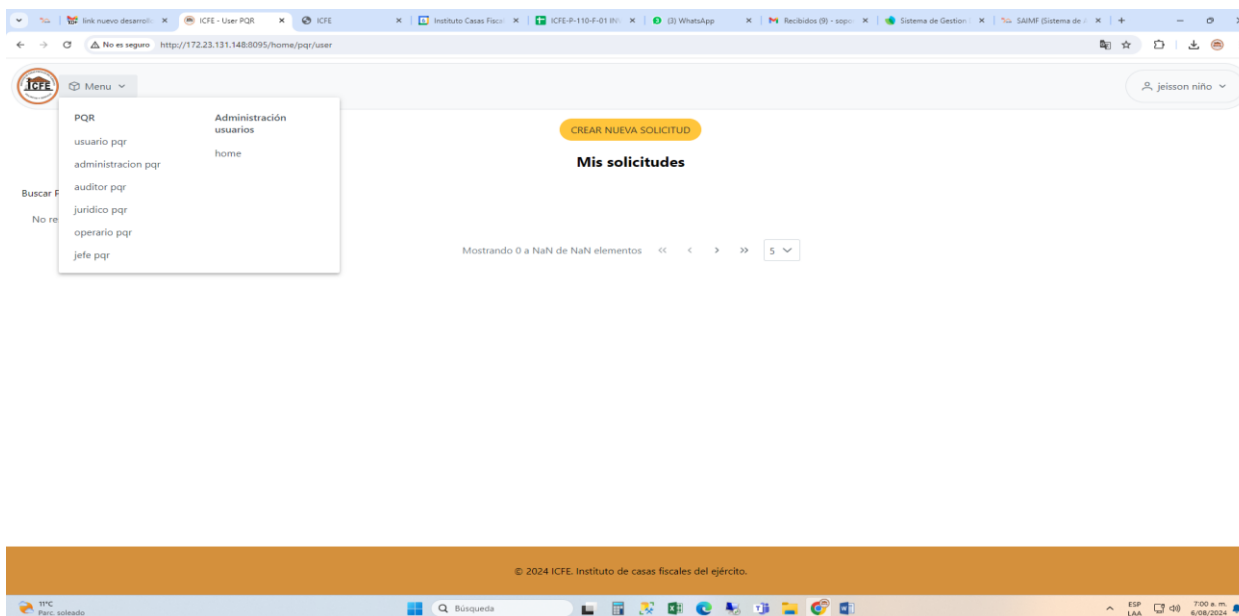 link nuevo desarroll
ICFE - User PQR
ICFE
Instituto Casas Fisca
ICFE-P-110-F-01 IN
(3) WhatsApp
Recibidos (9) - sopo
Sistema de Gestion
SAIMF (Sistema de
No es seguro http://172.23.131.148:8095/home/pqr/user
ICFE
Menu
jeisson niño
PQR
usuario pqr
administracion pqr
auditor pqr
juridico pqr
operario pqr
jefe pqr
Administración
usuarios
home
CREAR NUEVA SOLICITUD
Mis solicitudes
Buscar
No re
Mostrando 0 a NaN de NaN elementos << < > >> 5
© 2024 ICFE. Instituto de casas fiscales del ejército.
11°C
Parc. soleado
Búsqueda
ESP
LAA
7:00 a. m.
6/08/2024